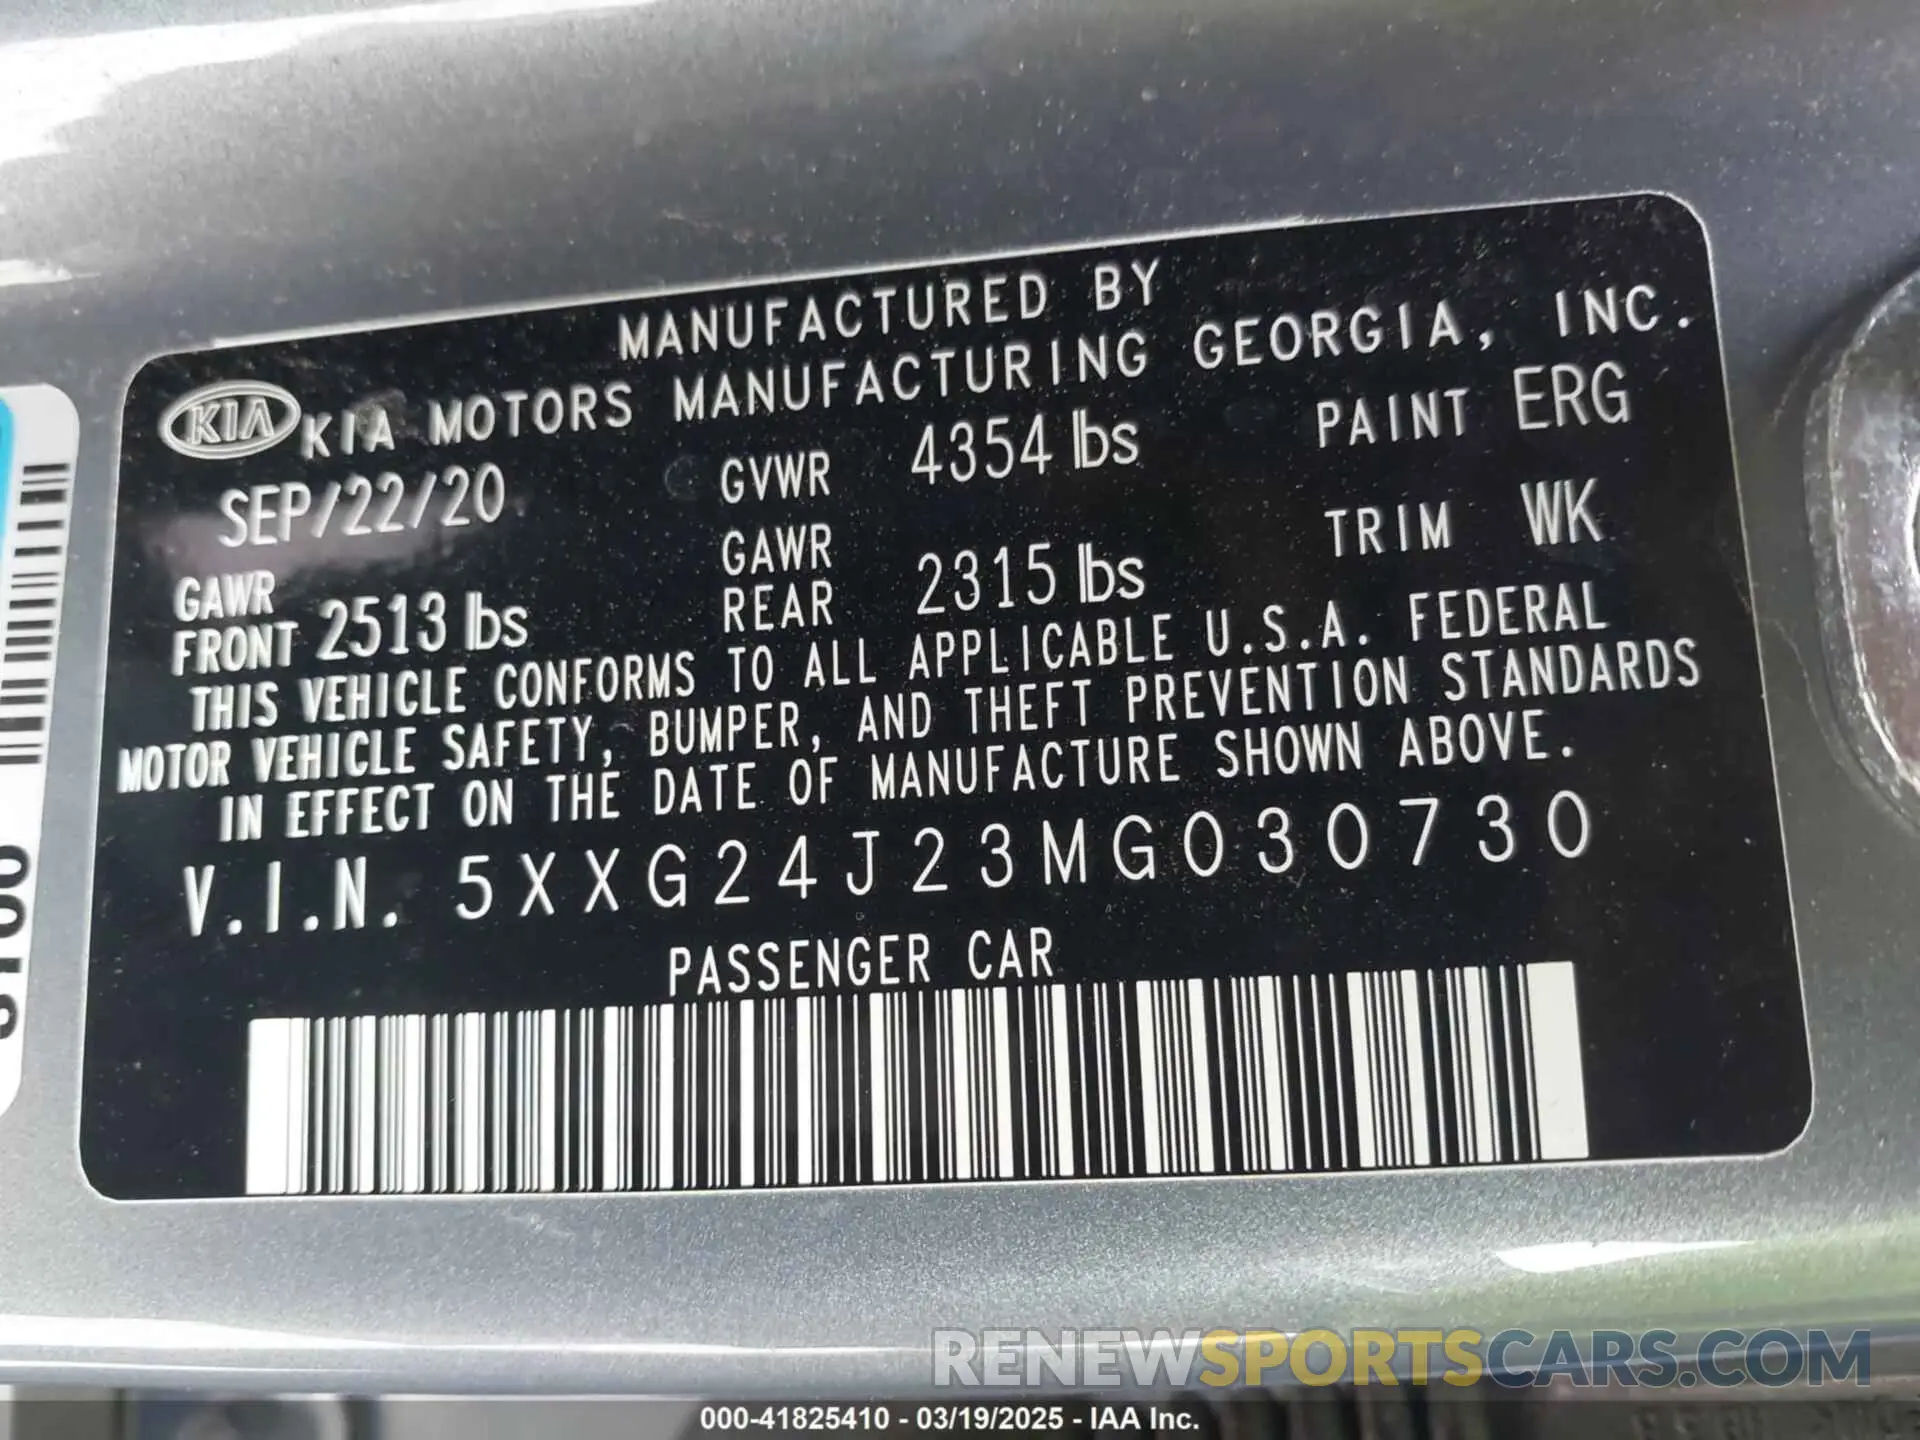 MANUFACTURED BY
KIA KIA MOTORS MANUFACTURING GEORGIA, INC.
SEP/22/20 GVWR 4354 lbs PAINT ERG
GAWR FRONT 2513 lbs GAWR REAR 2315 lbs TRIM WK
THIS VEHICLE CONFORMS TO ALL APPLICABLE U.S.A. FEDERAL
MOTOR VEHICLE SAFETY, BUMPER, AND THEFT PREVENTION STANDARDS
IN EFFECT ON THE DATE OF MANUFACTURE SHOWN ABOVE.
V.I.N. 5XXG24J23MG030730
PASSENGER CAR
RENEWSPORTSCARS.COM
000-41825410 - 03/19/2025 - IAA Inc.